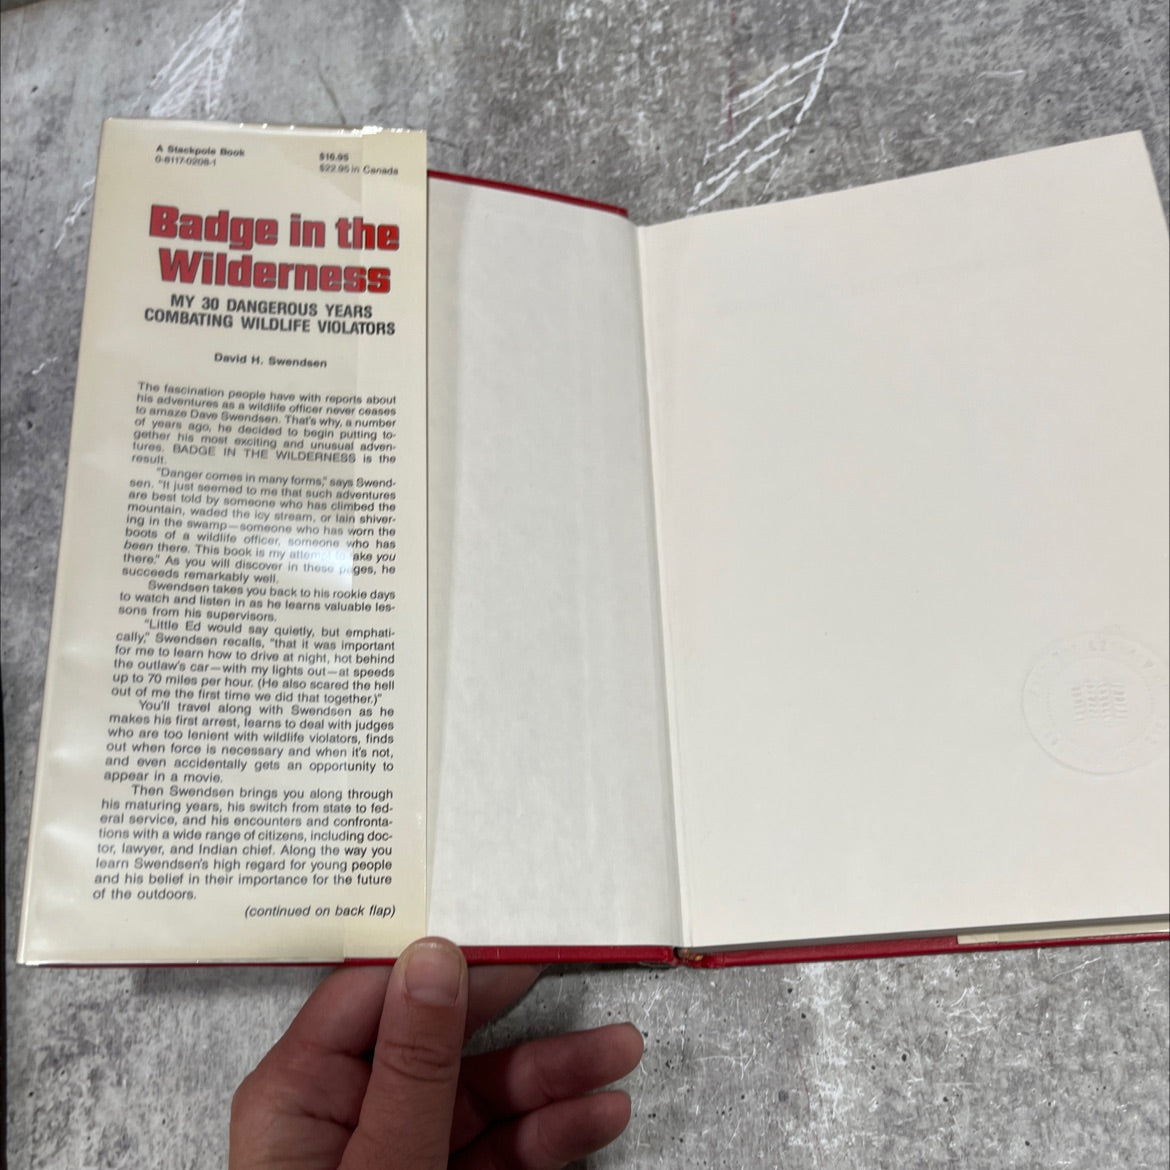 A Stackpole Book
0-8117-0208-1
$16.95
$22.95 in Canada
Badge in the
Wilderness
MY 30 DANGEROUS YEARS
COMBATING WILDLIFE VIOLATORS
David H. Swendsen
The fascination people have with reports about
his adventures as a wildlife officer never ceases
to amaze Dave Swendsen. That's why, a number
of years ago, he decided to begin putting to-
gether his most exciting and unusual adven-
tures. BADGE IN THE WILDERNESS is the
result.
"Danger comes in many forms," says Swend-
sen. "It just seemed to me that such adventures
are best told by someone who has climbed the
mountain, waded the icy stream, or lain shiver-
ing in the swamp—someone who has worn the
boots of a wildlife officer, someone who has
been there. This book is my attempt ake you
there." As you will discover in these pages, he
succeeds remarkably well.
Swendsen takes you back to his rookie days
to watch and listen in as he learns valuable les-
sons from his supervisors.
"Little Ed would say quietly, but emphati-
cally," Swendsen recalls, "that it was important
for me to learn how to drive at night, hot behind
the outlaw's car—with my lights out—at speeds
up to 70 miles per hour. (He also scared the hell
out of me the first time we did that together.)"
You'll travel along with Swendsen as he
makes his first arrest, learns to deal with judges
who are too lenient with wildlife violators, finds
out when force is necessary and when it's not,
and even accidentally gets an opportunity to
appear in a movie.
Then Swendsen brings you along through
his maturing years, his switch from state to fed-
eral service, and his encounters and confronta-
tions with a wide range of citizens, including doc-
tor, lawyer, and Indian chief. Along the way you
learn Swendsen's high regard for young people
and his belief in their importance for the future
of the outdoors.
(continued on back flap)